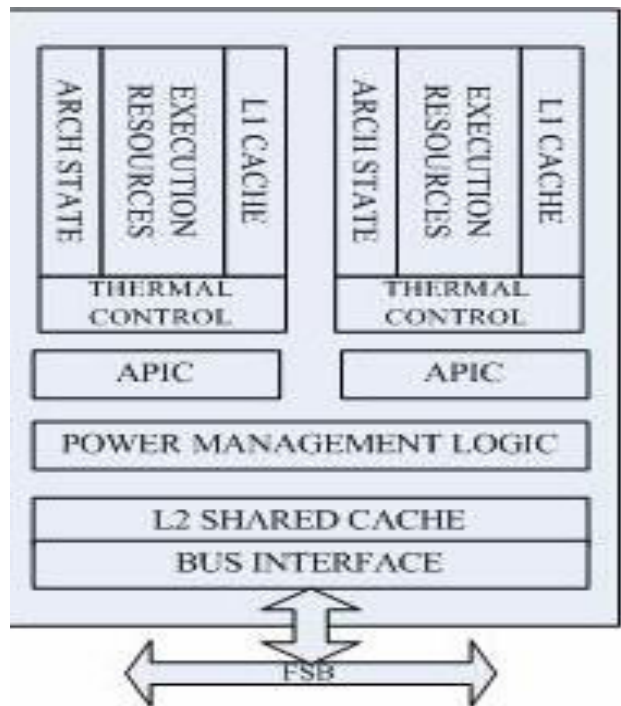 ARCH STATE
EXECUTION
RESOURCES
L1 CACHE
THERMAL
CONTROL
ARCH STATE
EXECUTION
RESOURCES
L1 CACHE
THERMAL
CONTROL
APIC
APIC
POWER MANAGEMENT LOGIC
L2 SHARED CACHE
BUS INTERFACE
FSB